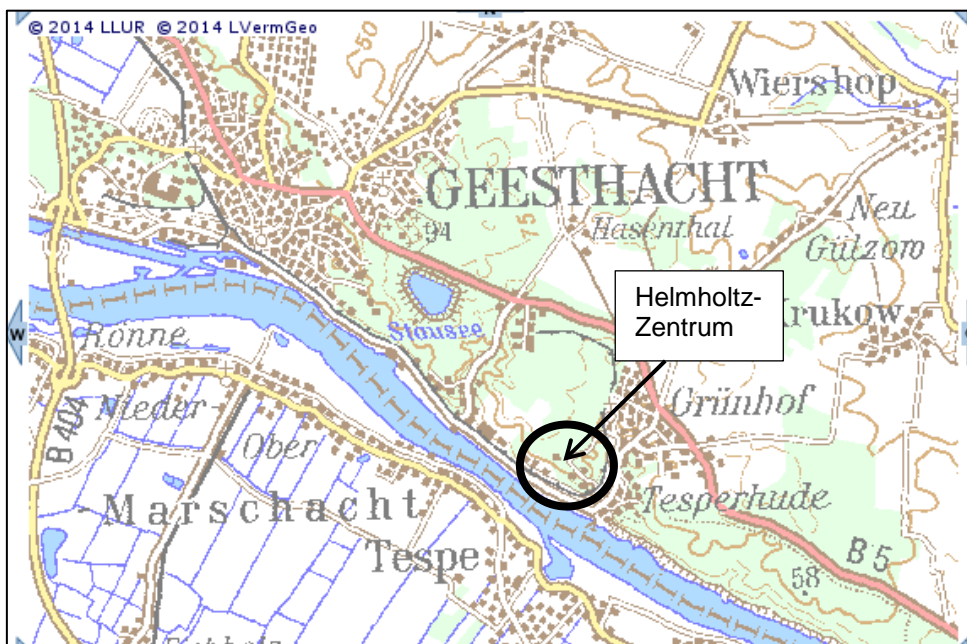 © 2014 LLUR © 2014 LVermGeo
N
50
Wiershop
GEESTHACHT
94
75
Hasenthal
Neu
Gülzow
Helmholtz-
Zentrum
Stausee
W
Rönne
Krukow
Nieder
Grünhof
B 404
Ober
Marschacht
Tesperhude
Tespe
B 5
58